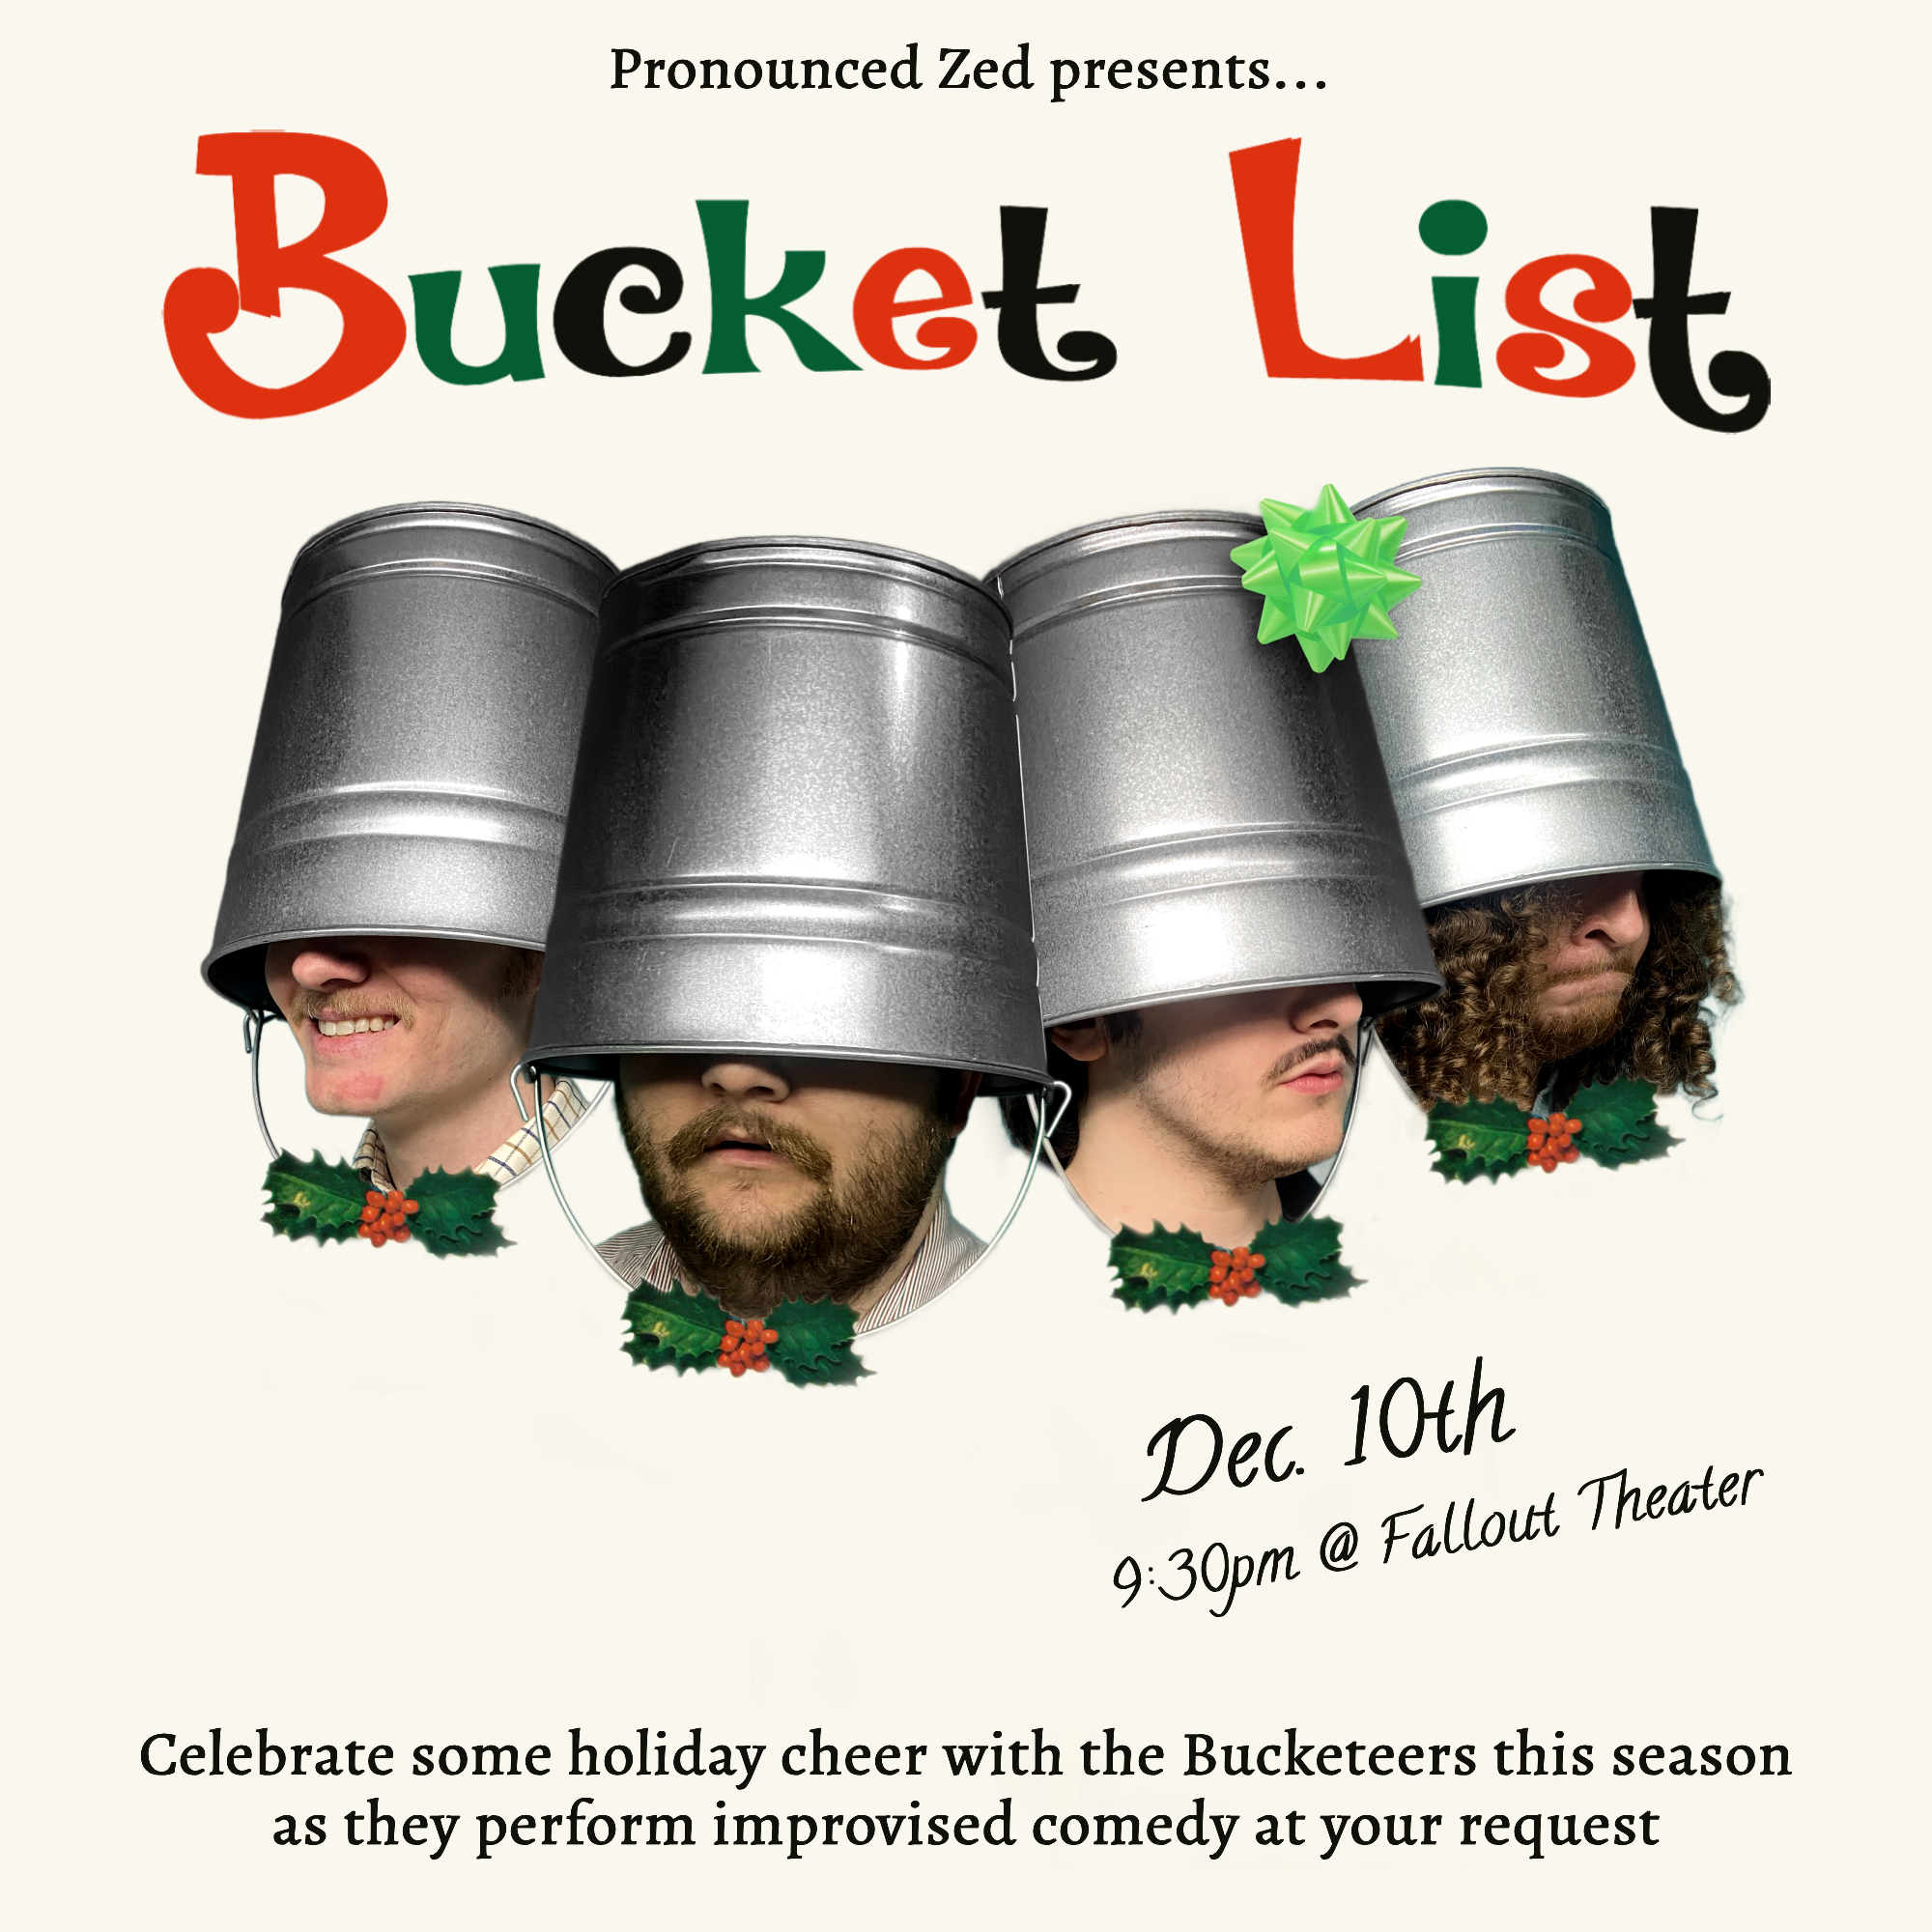 Pronounced Zed presents...
Bucket List
Dec. 10th
9:30pm @ Fallout Theater
Celebrate some holiday cheer with the Bucketeers this season
as they perform improvised comedy at your request